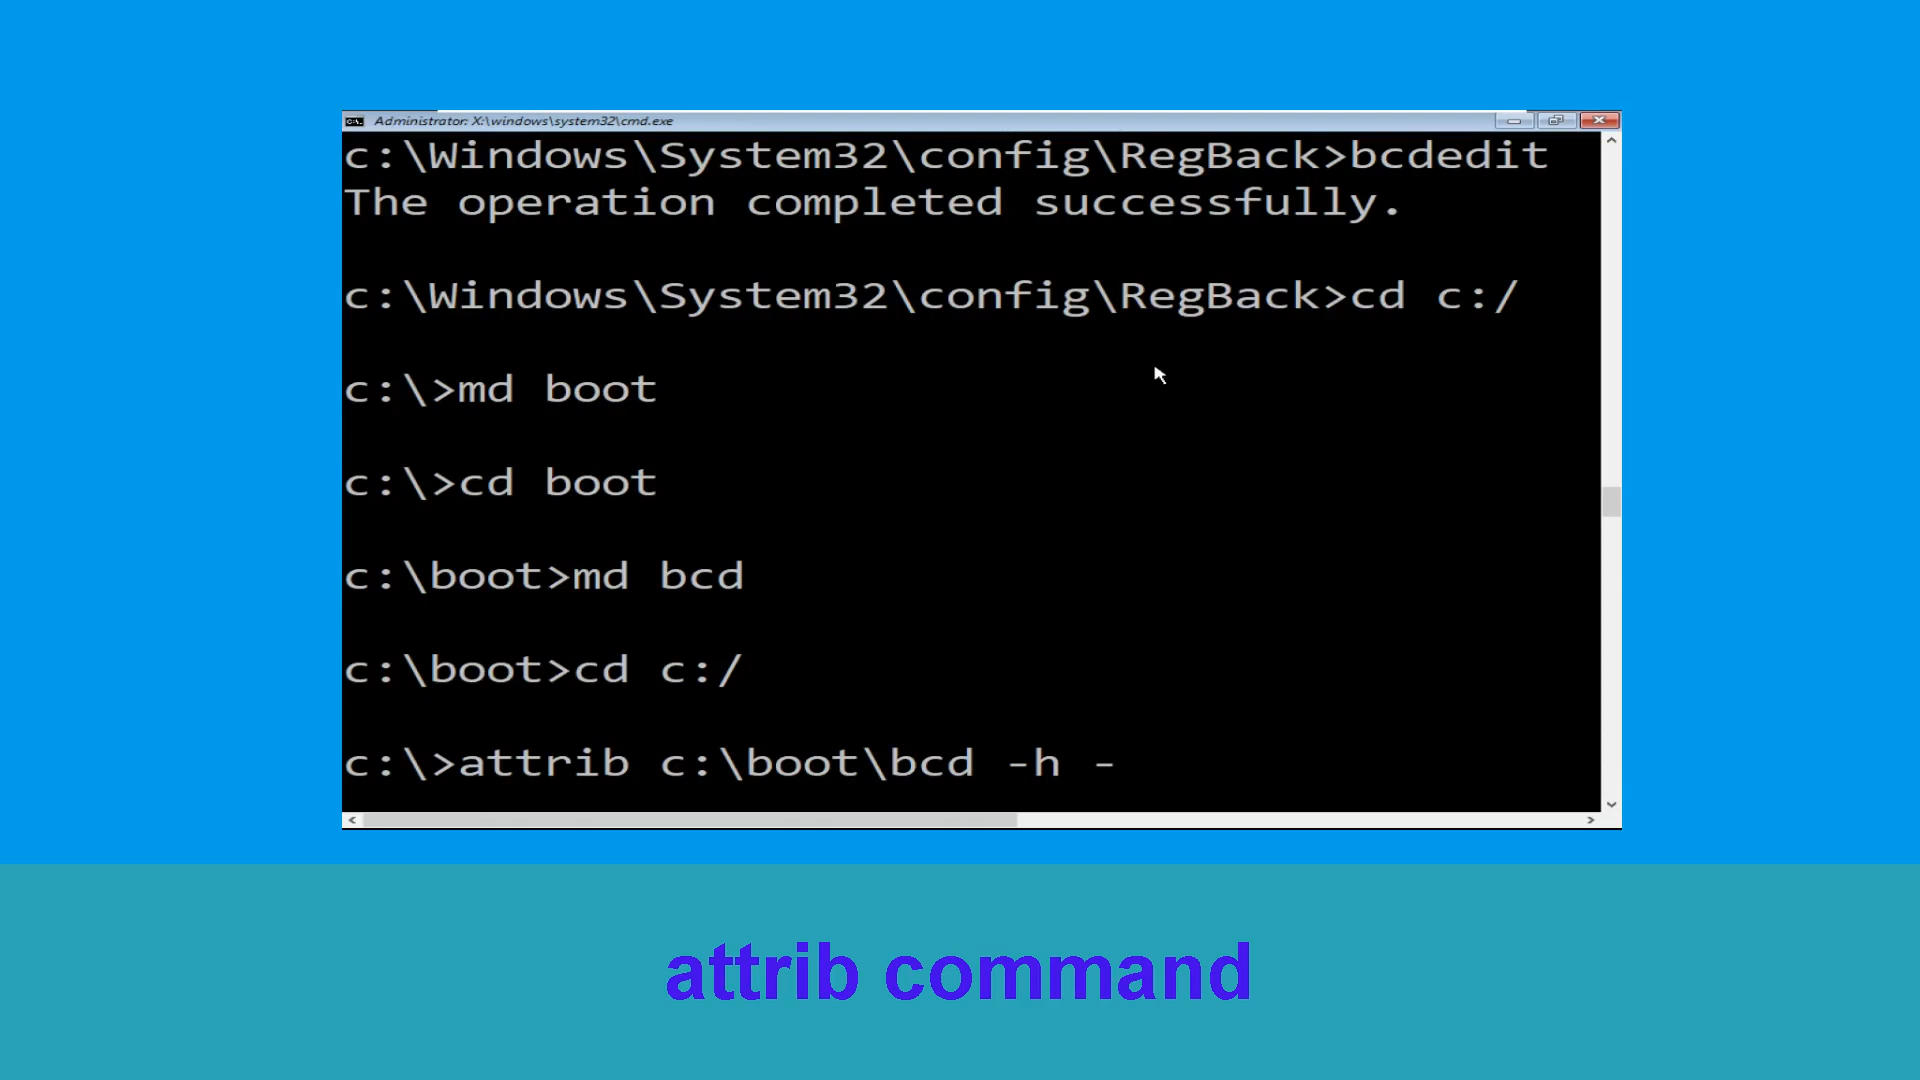 Administrator: X:\windows\system32\cmd.exe
c:\Windows\System32\config\RegBack>bcdedit
The operation completed successfully.
c:\Windows\System32\config\RegBack>cd c:/
c:\>md boot
c:\>cd boot
c:\boot>md bcd
c:\boot>cd c:/
c:\>attrib c:\boot\bcd -h -
attrib command